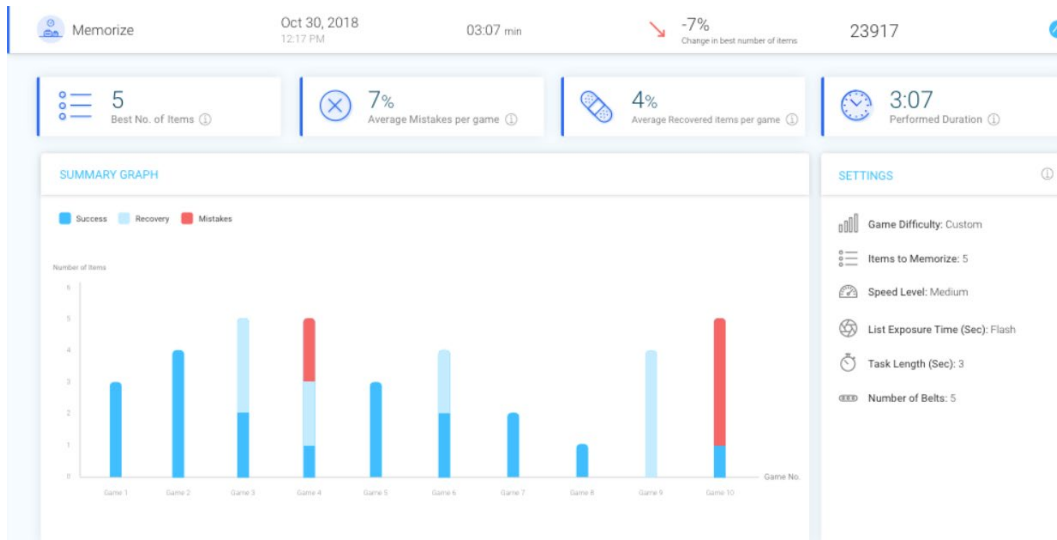 Memorize
Oct 30, 2018
12:17 PM
03:07 min
-7%
Change in best number of items
23917
5
Best No. of Items
7%
Average Mistakes per game
4%
Average Recovered items per game
3:07
Performed Duration
SUMMARY GRAPH
Success Recovery Mistakes
Number of Items
6
5
4
3
2
1
0
Game 1 Game 2 Game 3 Game 4 Game 5 Game 6 Game 7 Game 8 Game 9 Game 10
Game No.
SETTINGS
Game Difficulty: Custom
Items to Memorize: 5
Speed Level: Medium
List Exposure Time (Sec): Flash
Task Length (Sec): 3
Number of Belts: 5